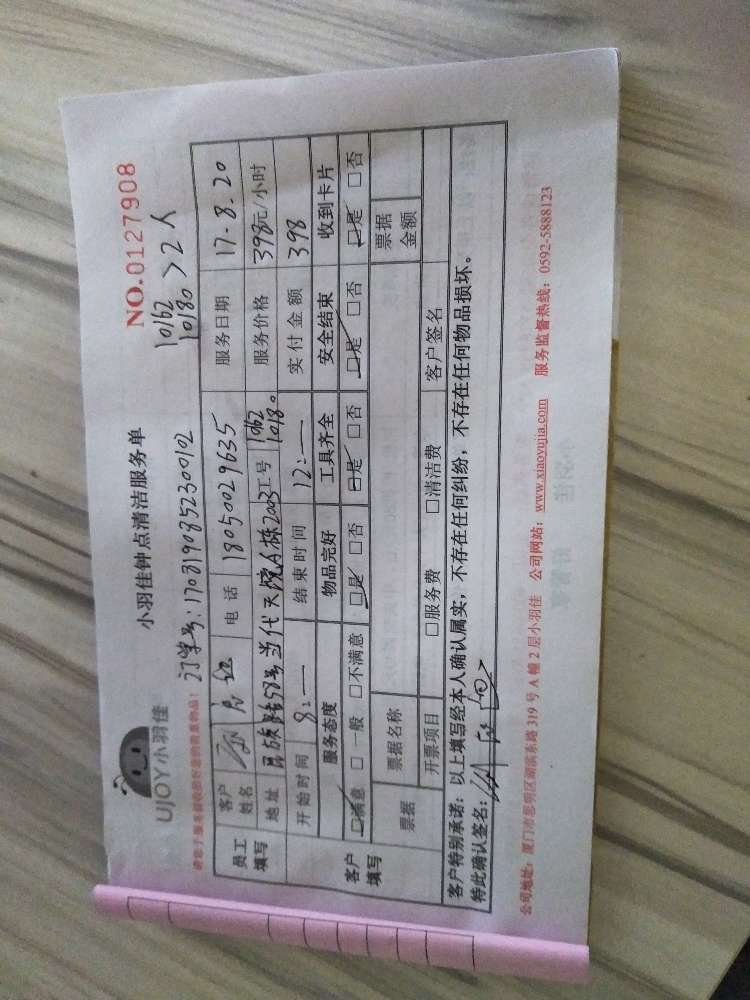 UJOY小羽佳
小羽佳钟点清洁服务单
NO.0127908
订单号:170819085230012
10162
10180 >2人
员工填写
客户姓名
电话 18050029635
服务日期 17.8.20
地址 民族路58号当代天境A栋2003
工号 10162 10180
服务价格 398元/小时
开始时间 8:—
结束时间 12:—
实付金额 398
客户填写
服务态度 物品完好 工具齐全 安全结束 收到卡片
☑满意 □一般 □不满意 ☑是 □否 ☑是 □否 ☑是 □否 ☑是 □否
票据
票据名称
票据金额
开票项目 □服务费 □清洁费 客户签名
客户特别承诺:以上填写经本人确认属实,不存在任何纠纷,不存在任何物品损坏。
特此确认签名:
公司地址:厦门市思明区湖滨东路319号A幢2层小羽佳 公司网站:www.xiaoyujia.com 服务监督热线:0592-5888123